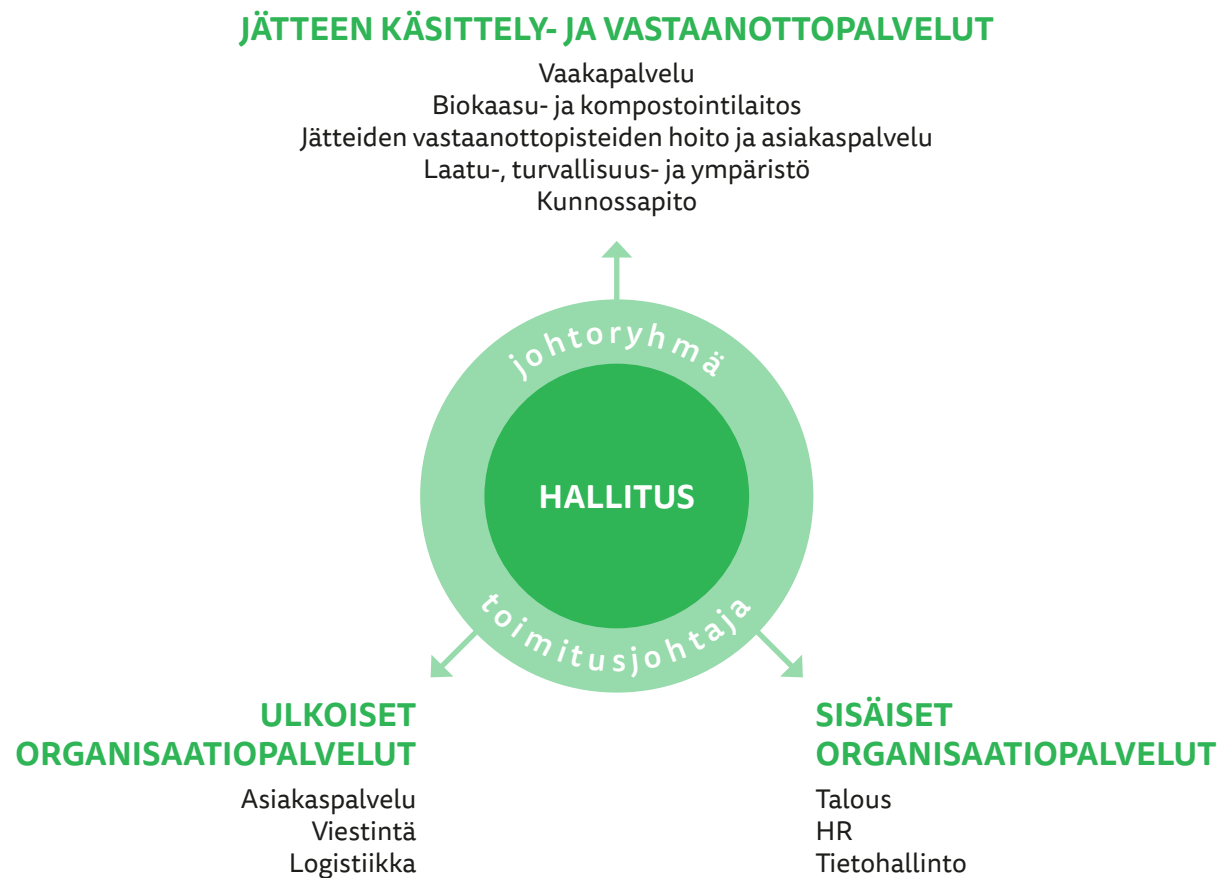 JÄTTEEN KÄSITTELY- JA VASTAANOTTOPALVELUT
Vaakapalvelu
Biokaasu- ja kompostointilaitos
Jätteiden vastaanottopisteiden hoito ja asiakaspalvelu
Laatu-, turvallisuus- ja ympäristö
Kunnossapito
johtoryhmä
HALLITUS
toimitusjohtaja
ULKOISET
ORGANISAATIOPALVELUT
Asiakaspalvelu
Viestintä
Logistiikka
SISÄISET
ORGANISAATIOPALVELUT
Talous
HR
Tietohallinto